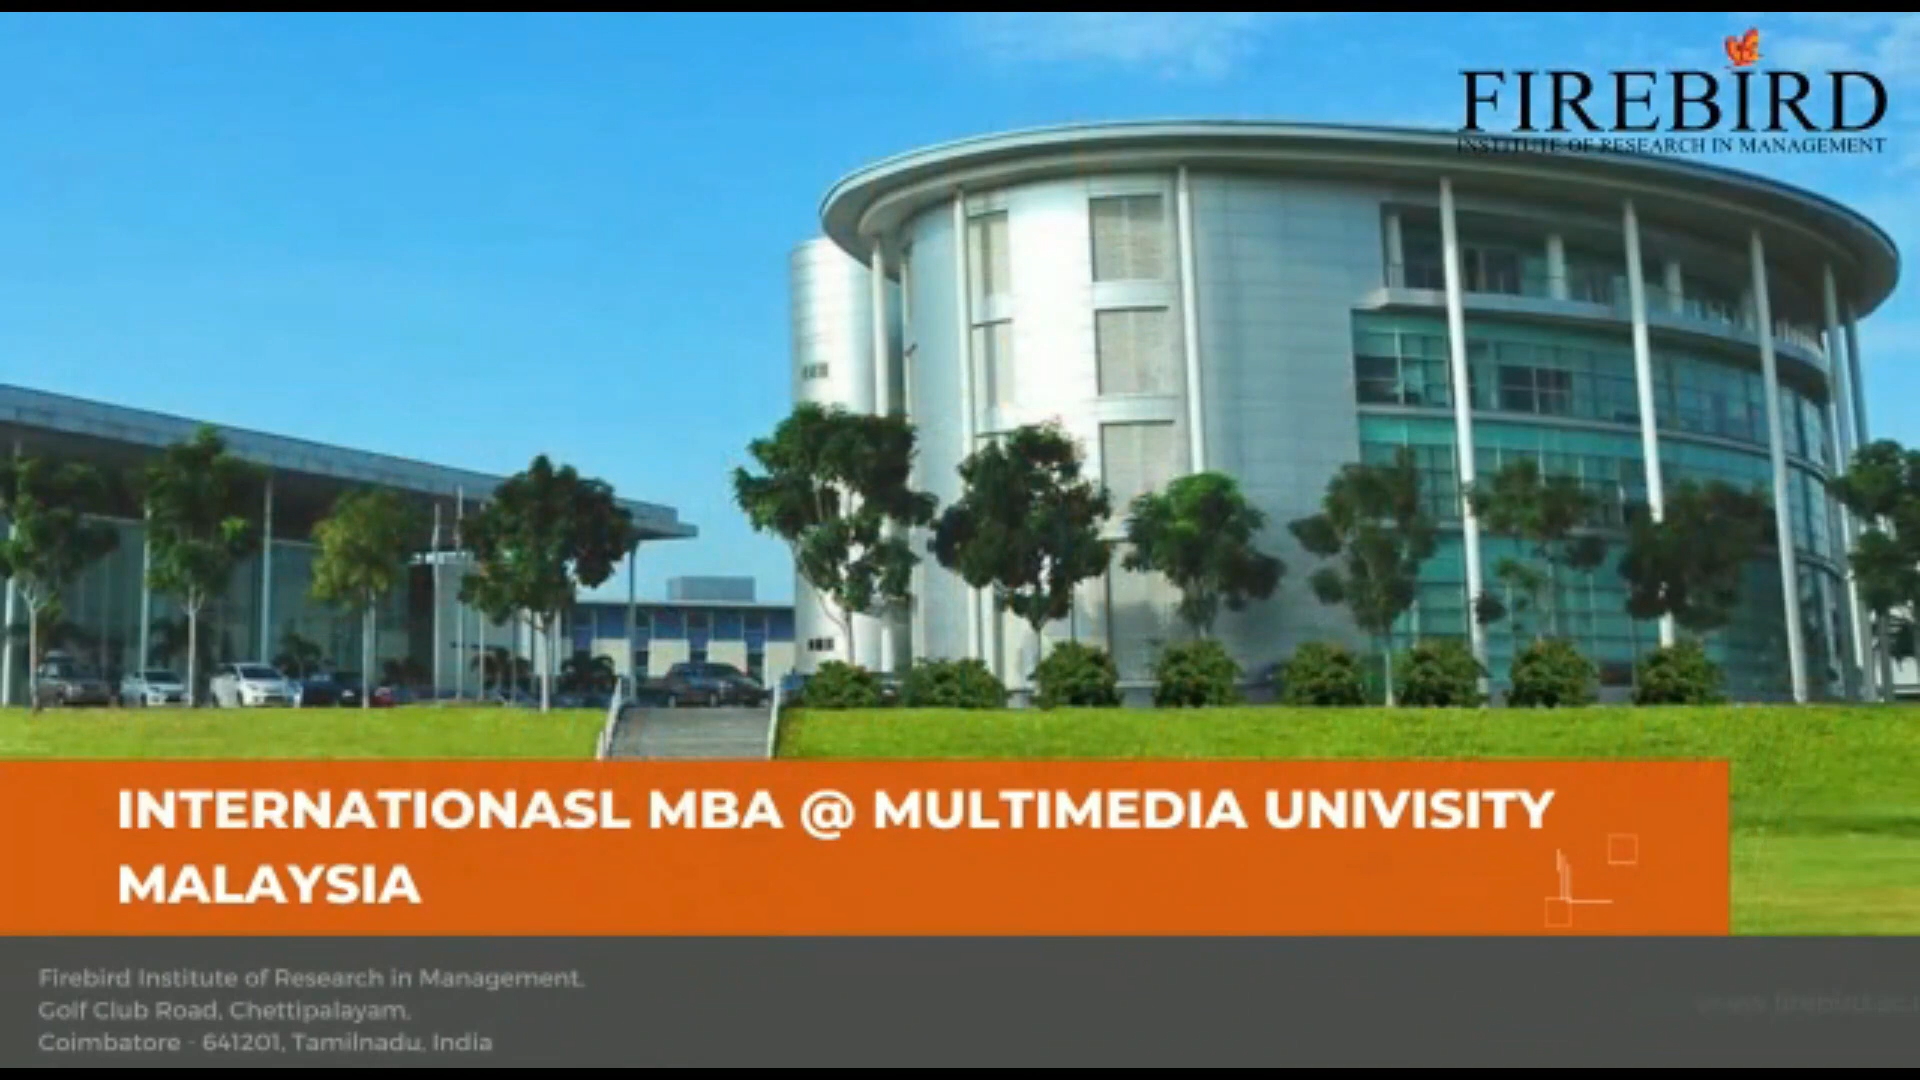 FIREBIRD
INSTITUTE OF RESEARCH IN MANAGEMENT
INTERNATIONASL MBA @ MULTIMEDIA UNIVISITY
MALAYSIA
Firebird Institute of Research in Management,
Golf Club Road, Chettipalayam,
Coimbatore - 641201, Tamilnadu, India